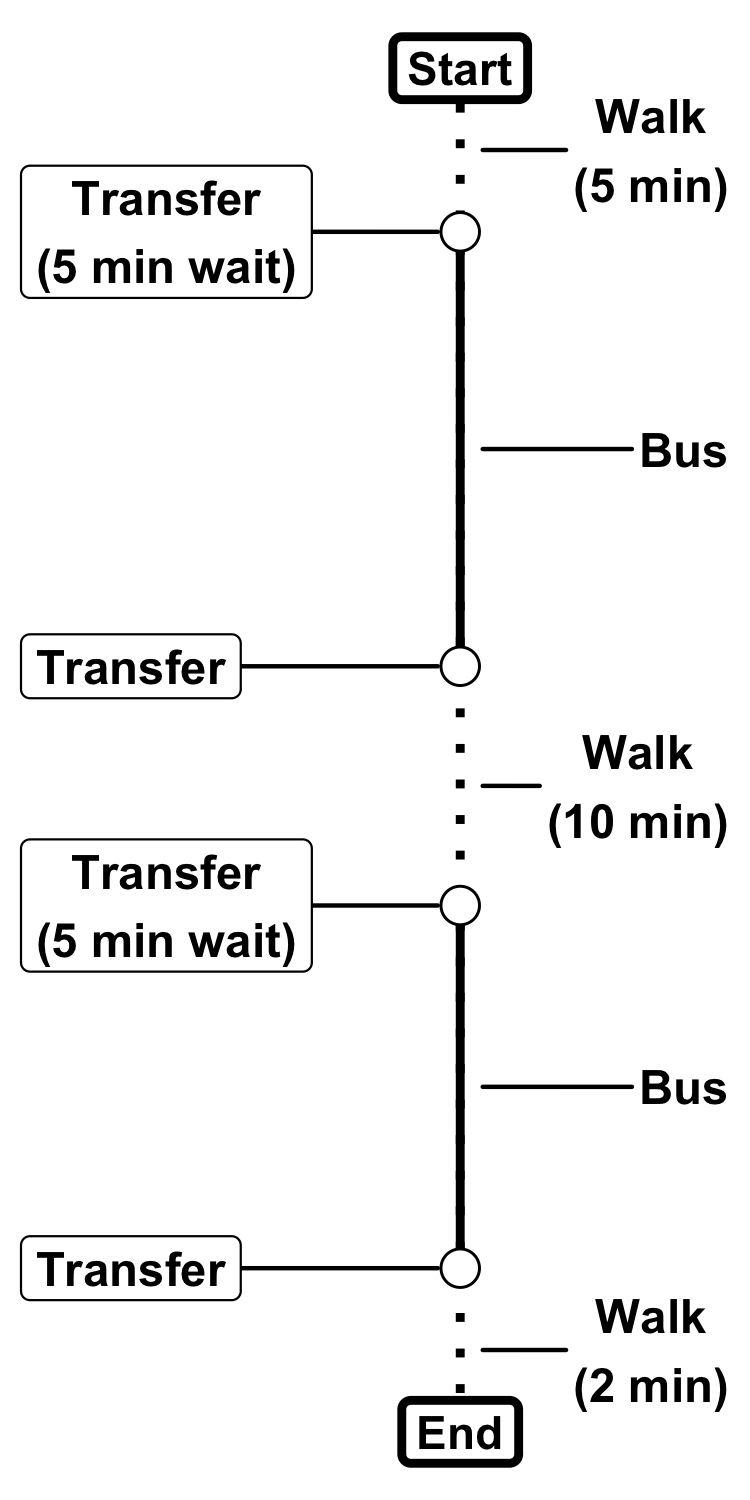 Start
Walk
(5 min)
Transfer
(5 min wait)
Bus
Transfer
Walk
(10 min)
Transfer
(5 min wait)
Bus
Transfer
Walk
(2 min)
End